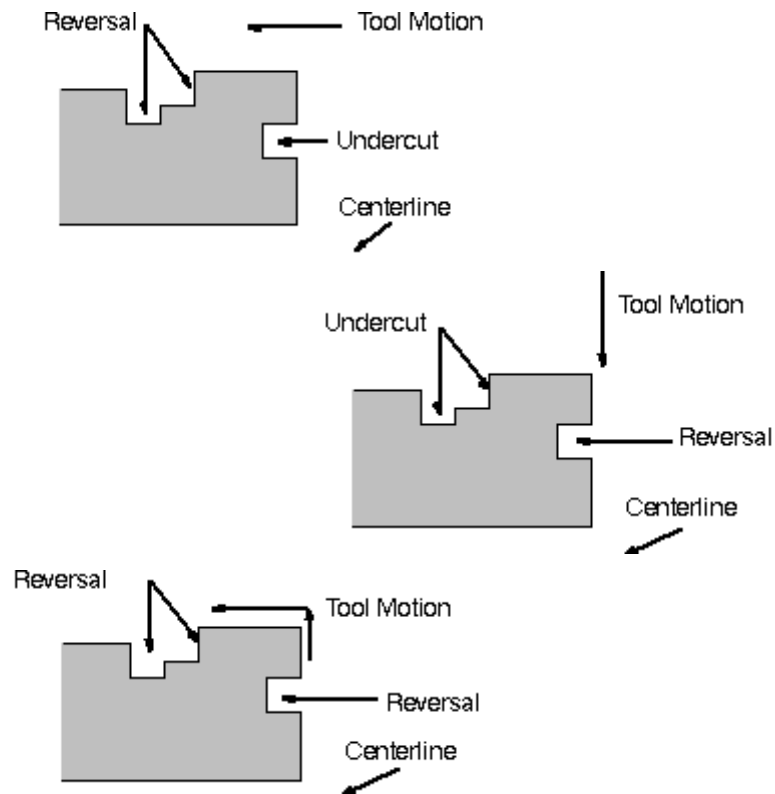 Reversal
Tool Motion
Undercut
Centerline
Tool Motion
Undercut
Reversal
Centerline
Reversal
Tool Motion
Reversal
Centerline